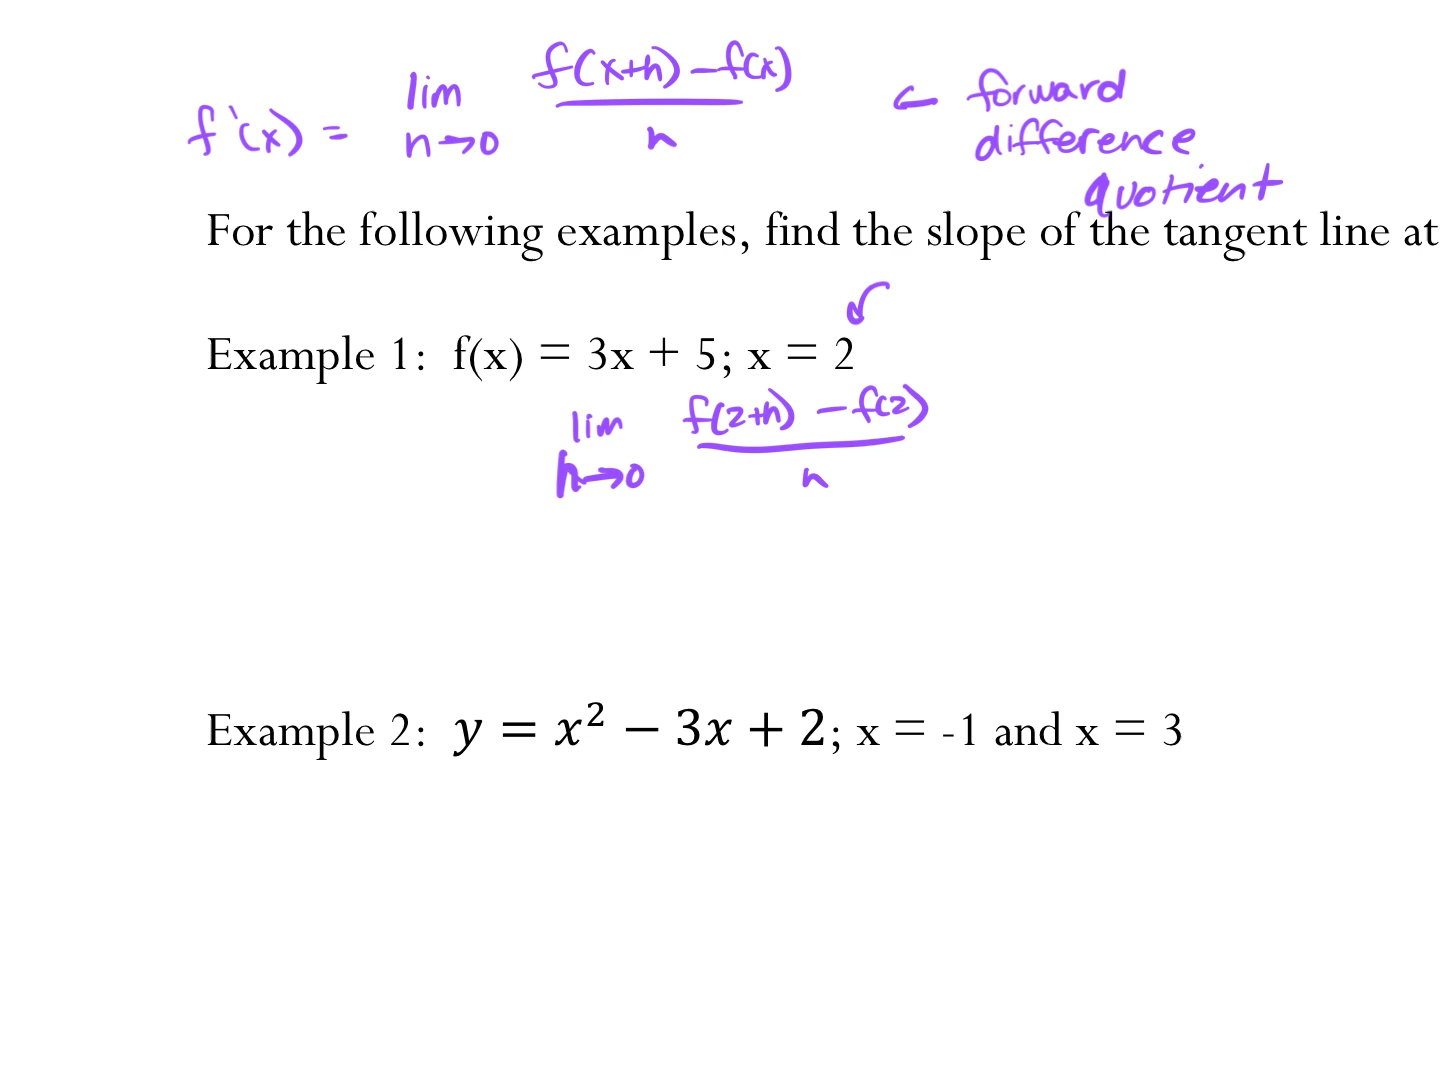 f'(x) = lim n→0 f(x+h) - f(x) / n ← forward
difference
quotient
For the following examples, find the slope of the tangent line at
Example 1: f(x) = 3x + 5; x = 2
lim h→0 f(2+h) - f(2) / n
Example 2: y = x² − 3x + 2; x = -1 and x = 3